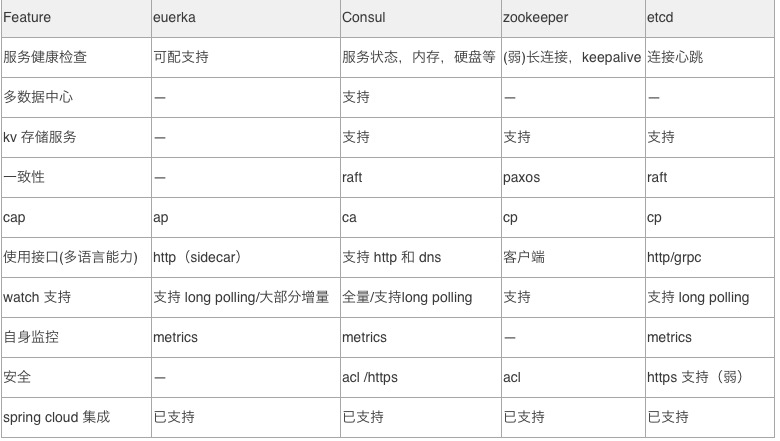 Feature euerka Consul zookeeper etcd
服务健康检查 可配支持 服务状态，内存，硬盘等 (弱)长连接，keepalive 连接心跳
多数据中心 — 支持 — —
kv 存储服务 — 支持 支持 支持
一致性 — raft paxos raft
cap ap ca cp cp
使用接口(多语言能力) http（sidecar） 支持 http 和 dns 客户端 http/grpc
watch 支持 支持 long polling/大部分增量 全量/支持long polling 支持 支持 long polling
自身监控 metrics metrics — metrics
安全 — acl /https acl https 支持（弱）
spring cloud 集成 已支持 已支持 已支持 已支持